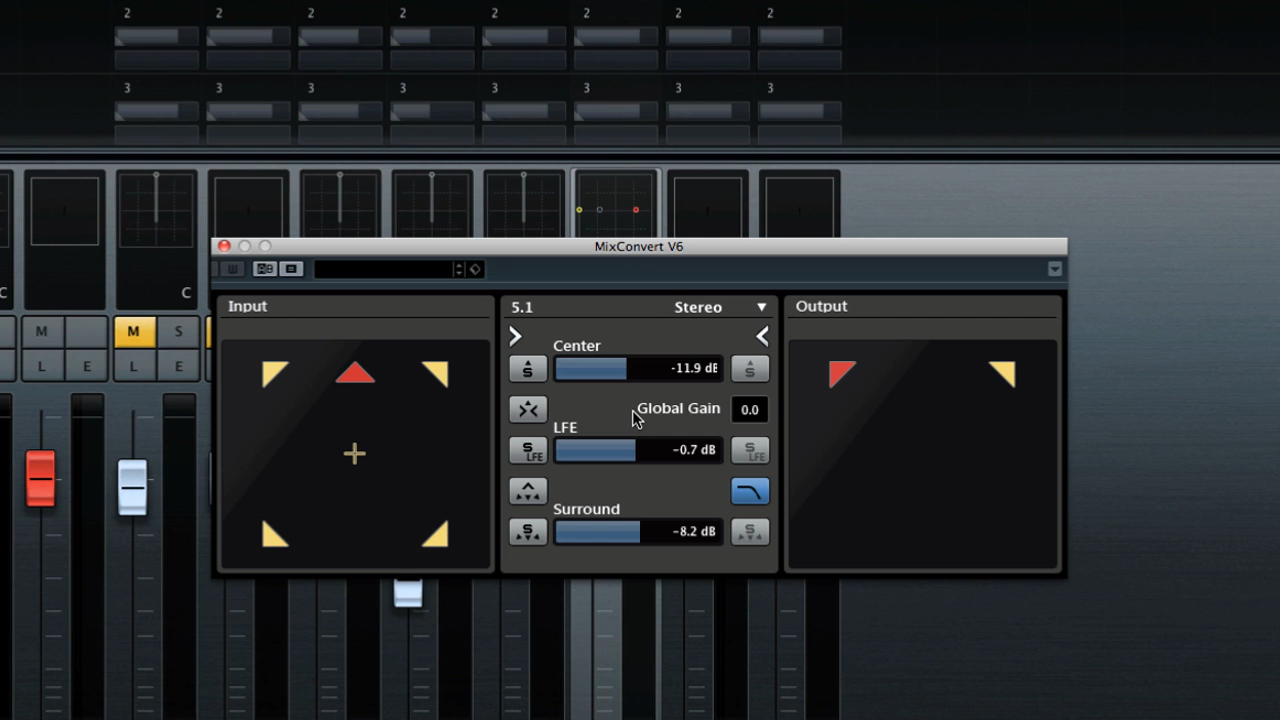 2 2 2 2 2 2 2 2
3 3 3 3 3 3 3 3
MixConvert V6
C
C
Input
5.1 Stereo
Output
Center
S -11.9 dB S
Global Gain 0.0
LFE
S LFE -0.7 dB S LFE
Surround
S -8.2 dB S
M M S
L E L E